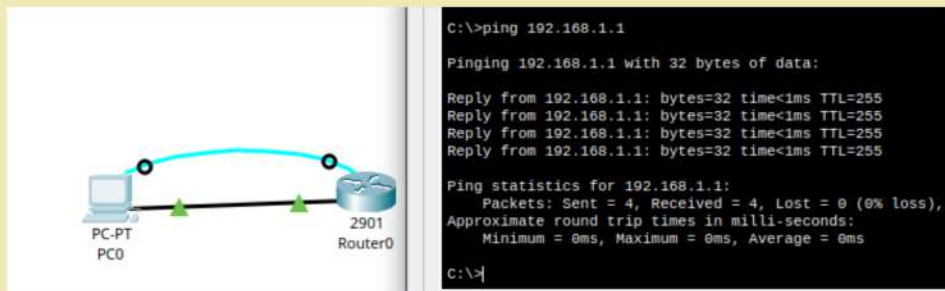 C:\>ping 192.168.1.1
Pinging 192.168.1.1 with 32 bytes of data:
Reply from 192.168.1.1: bytes=32 time<1ms TTL=255
Reply from 192.168.1.1: bytes=32 time<1ms TTL=255
Reply from 192.168.1.1: bytes=32 time<1ms TTL=255
Reply from 192.168.1.1: bytes=32 time<1ms TTL=255
Ping statistics for 192.168.1.1:
Packets: Sent = 4, Received = 4, Lost = 0 (0% loss),
Approximate round trip times in milli-seconds:
Minimum = 0ms, Maximum = 0ms, Average = 0ms
C:\>
PC-PT
PC0
2901
Router0